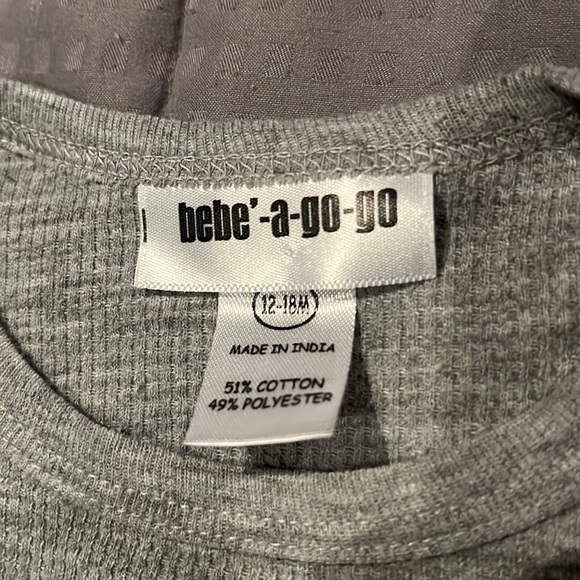 bebe'-a-go-go
12-18M
MADE IN INDIA
51% COTTON
49% POLYESTER